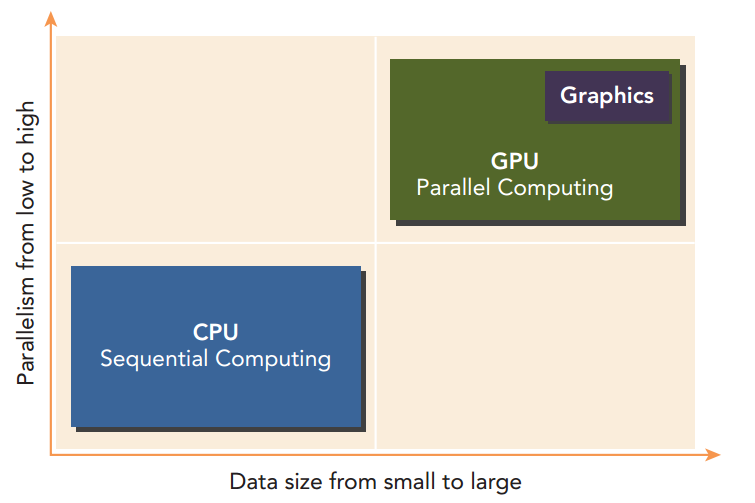 Parallelism from low to high
Graphics
GPU
Parallel Computing
CPU
Sequential Computing
Data size from small to large